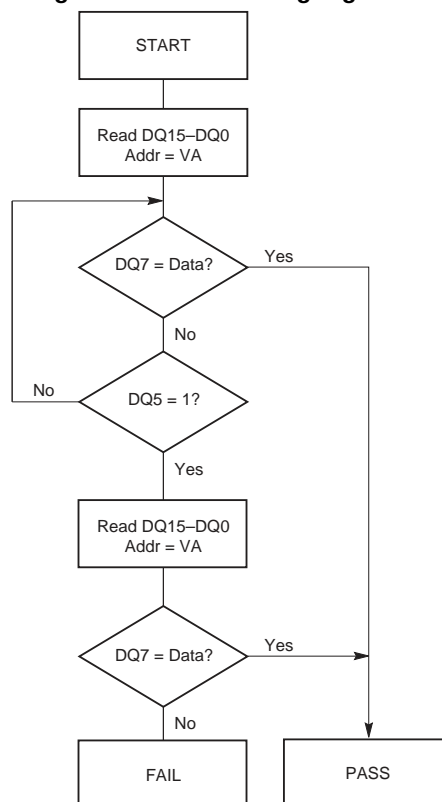 START
Read DQ15–DQ0
Addr = VA
DQ7 = Data?
Yes
No
No
DQ5 = 1?
Yes
Read DQ15–DQ0
Addr = VA
DQ7 = Data?
Yes
No
FAIL
PASS